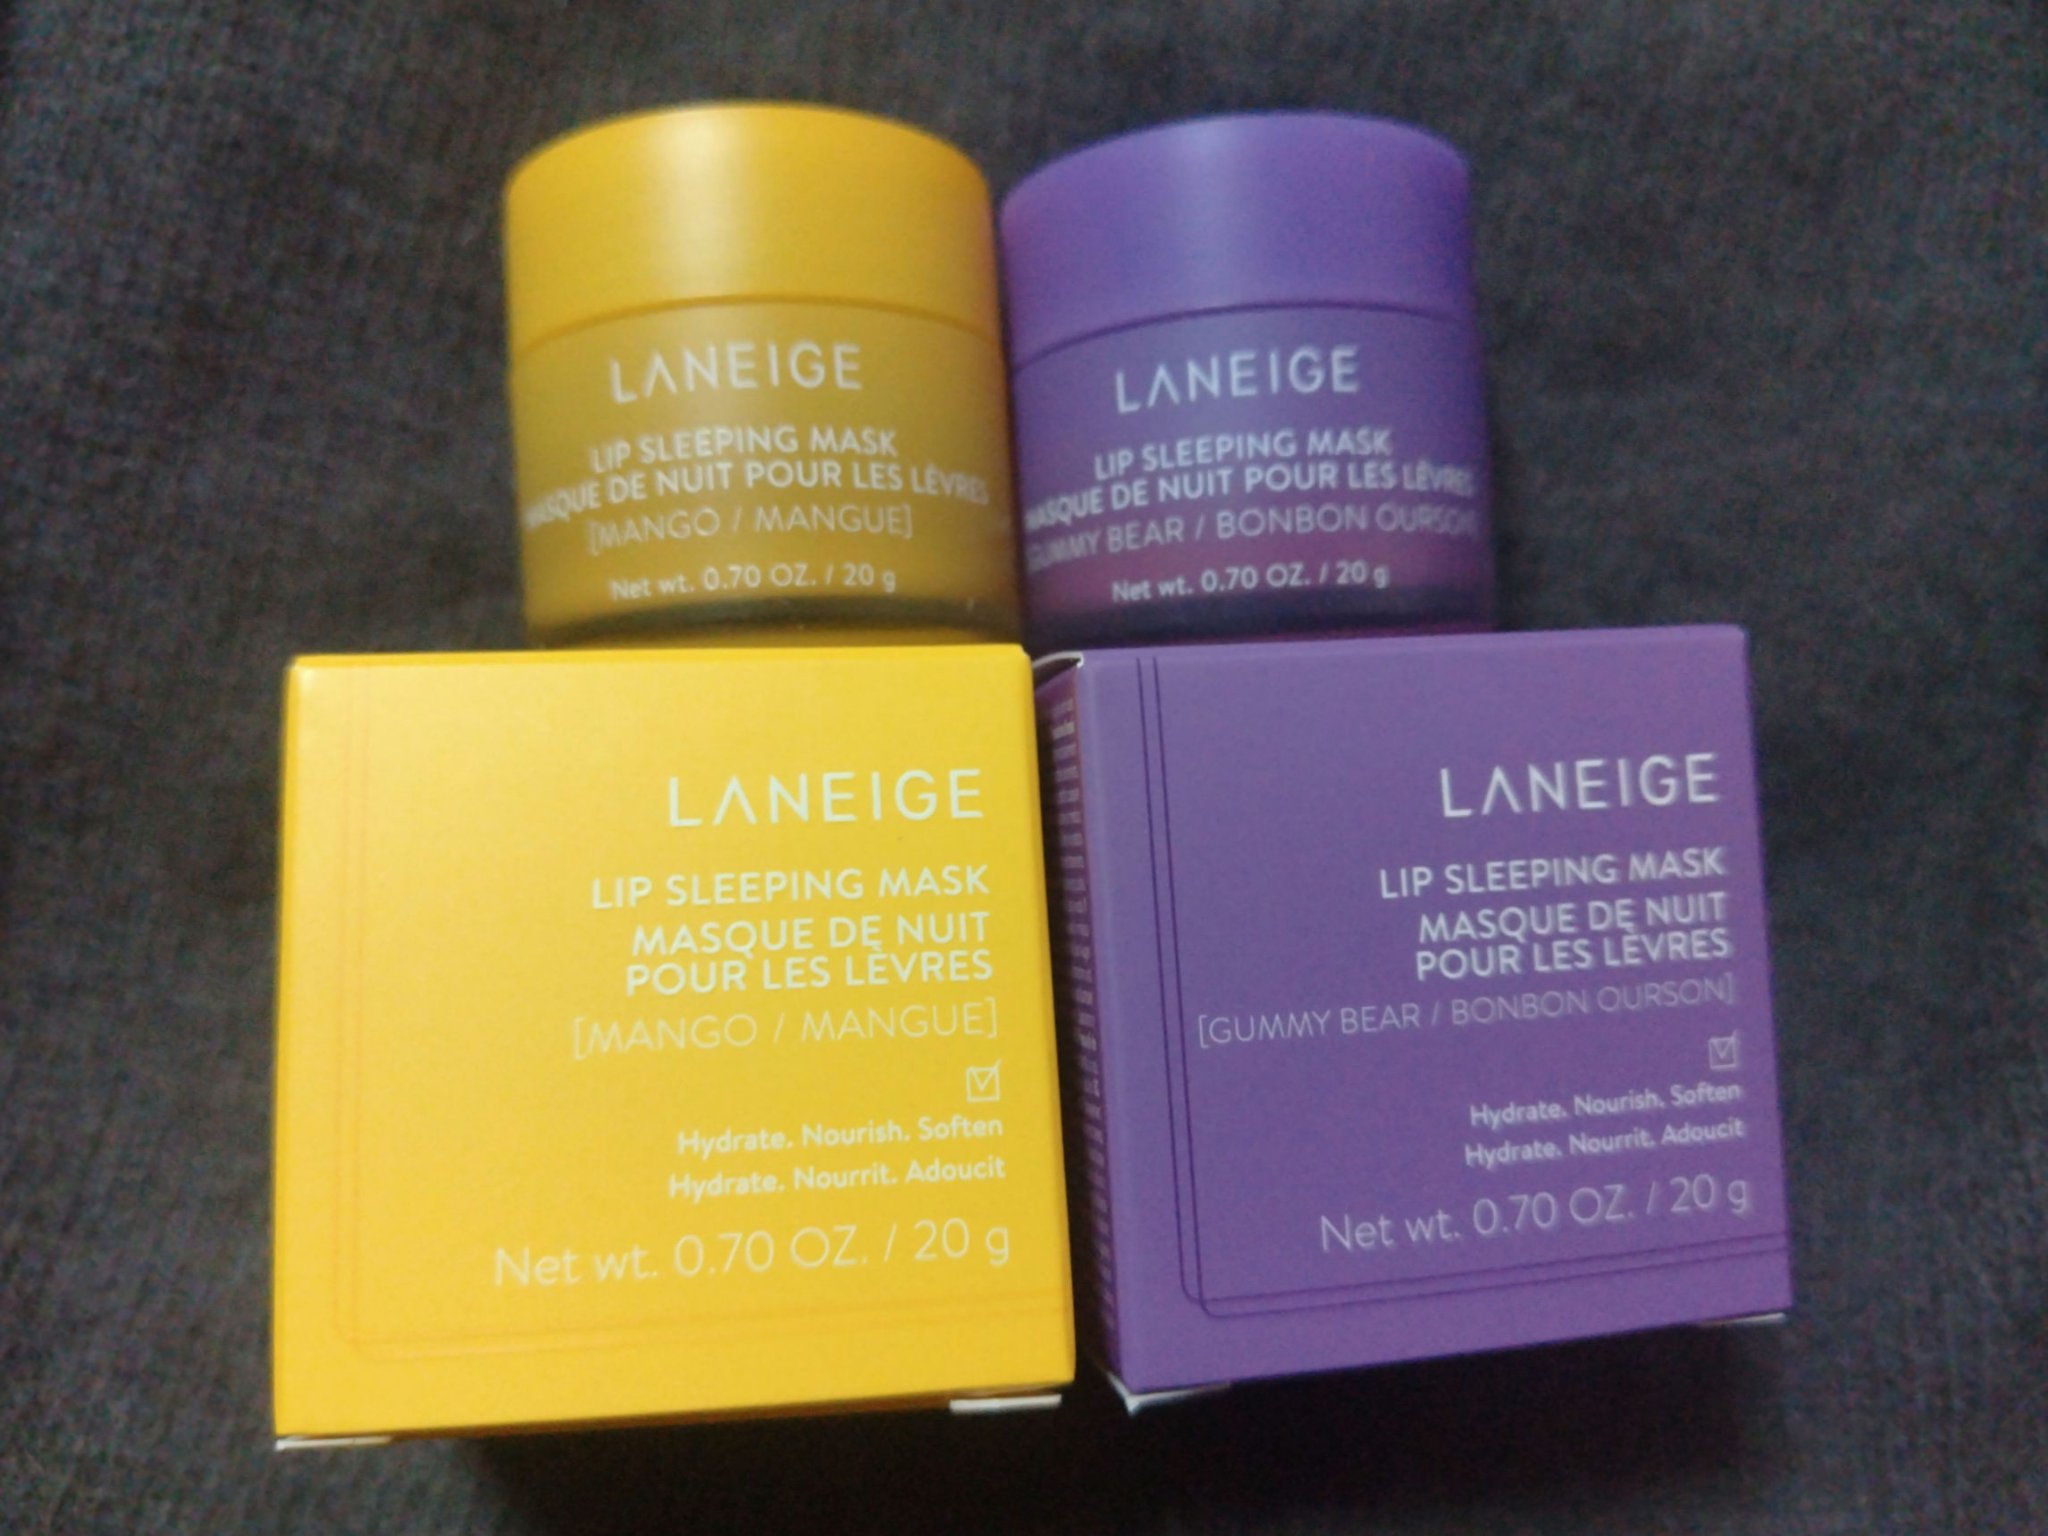 LANEIGE
LIP SLEEPING MASK
MASQUE DE NUIT POUR LES LÈVRES
[MANGO / MANGUE]
Net wt. 0.70 OZ. / 20 g
LANEIGE
LIP SLEEPING MASK
MASQUE DE NUIT POUR LES LÈVRES
GUMMY BEAR / BONBON OURSON
Net wt. 0.70 OZ. / 20 g
LANEIGE
LIP SLEEPING MASK
MASQUE DE NUIT
POUR LES LÈVRES
[MANGO / MANGUE]
Hydrate. Nourish. Soften
Hydrate. Nourrit. Adoucit
Net wt. 0.70 OZ. / 20 g
LANEIGE
LIP SLEEPING MASK
MASQUE DE NUIT
POUR LES LÈVRES
[GUMMY BEAR / BONBON OURSON]
Hydrate. Nourish. Soften
Hydrate. Nourrit. Adoucit
Net wt. 0.70 OZ. / 20 g